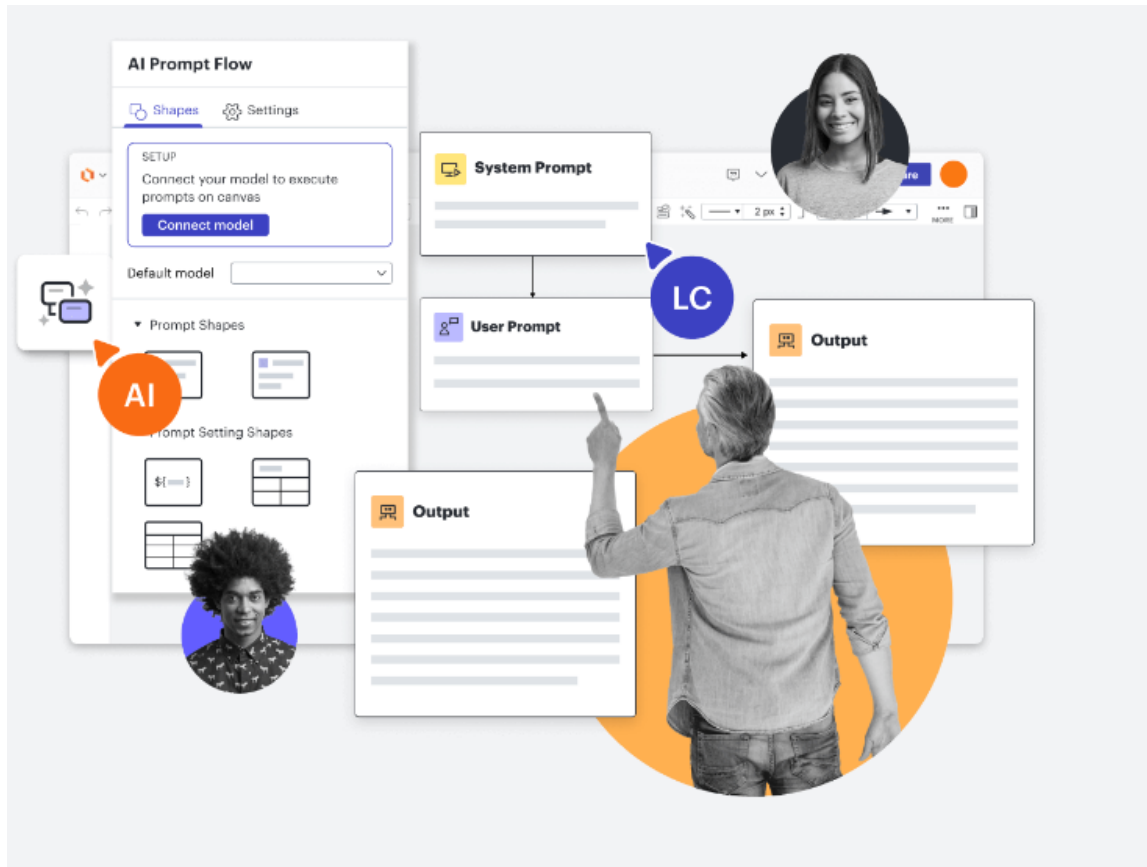 AI Prompt Flow
Shapes
Settings
SETUP
Connect your model to execute
prompts on canvas
Connect model
Default model
Prompt Shapes
AI
Prompt Setting Shapes
${ }
System Prompt
User Prompt
LC
2 px
MORE
Output
Output